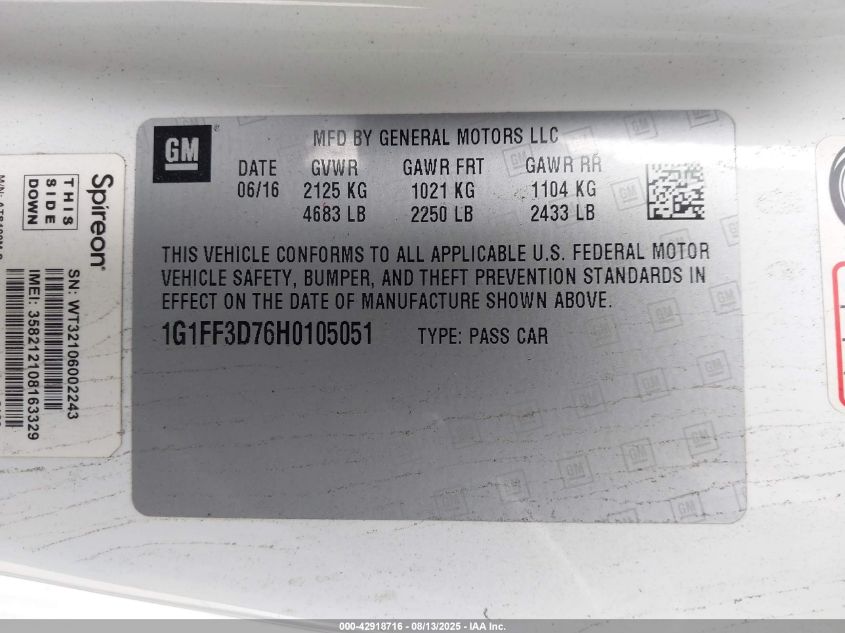 GM
MFD BY GENERAL MOTORS LLC
DATE GVWR GAWR FRT GAWR RR
06/16 2125 KG 1021 KG 1104 KG
4683 LB 2250 LB 2433 LB
THIS VEHICLE CONFORMS TO ALL APPLICABLE U.S. FEDERAL MOTOR
VEHICLE SAFETY, BUMPER, AND THEFT PREVENTION STANDARDS IN
EFFECT ON THE DATE OF MANUFACTURE SHOWN ABOVE.
1G1FF3D76H0105051 TYPE: PASS CAR
Spireon®
THIS
SIDE
DOWN
SN: WT32106002243
IMEI: 358212108163329
000-42918716 - 08/13/2025 - IAA Inc.